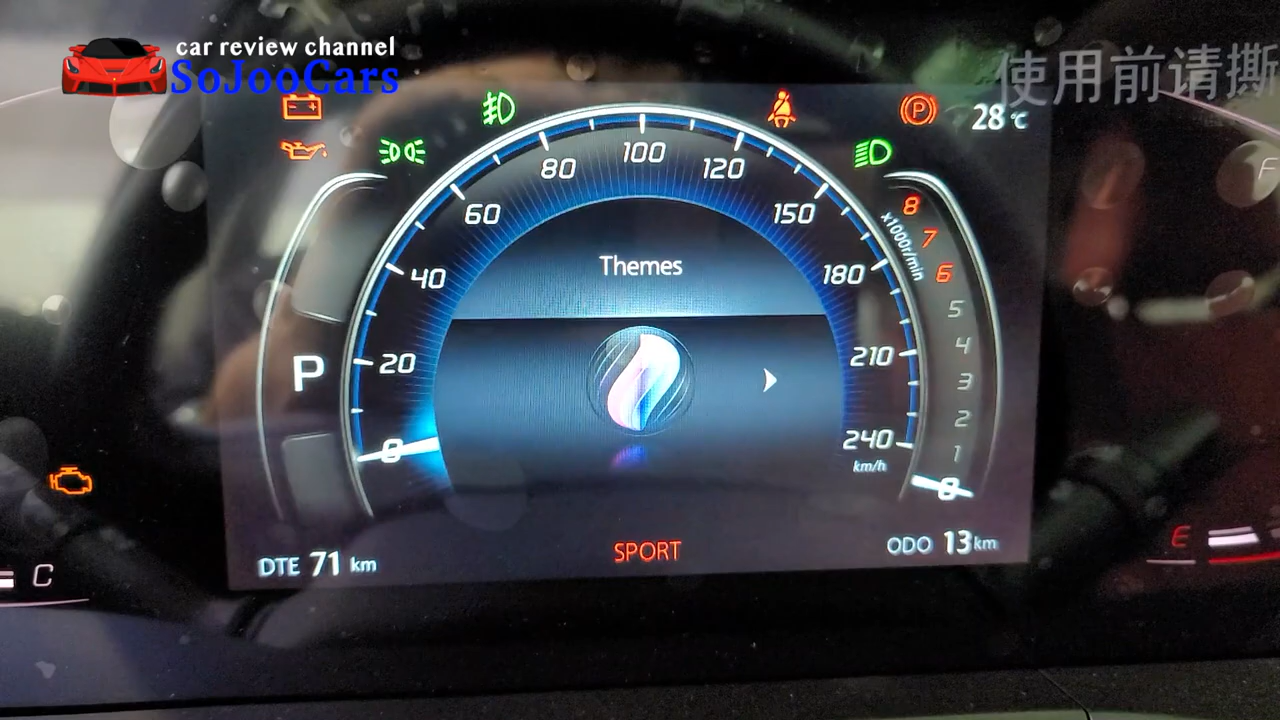 car review channel
SoJooCars
使用前请撕
28 ℃
P
80
100
120
60
150
40
180
20
210
0
240
km/h
Themes
8
7
6
5
4
3
2
1
0
x1000r/min
P
DTE 71 km
SPORT
ODO 13 km
C
E
F